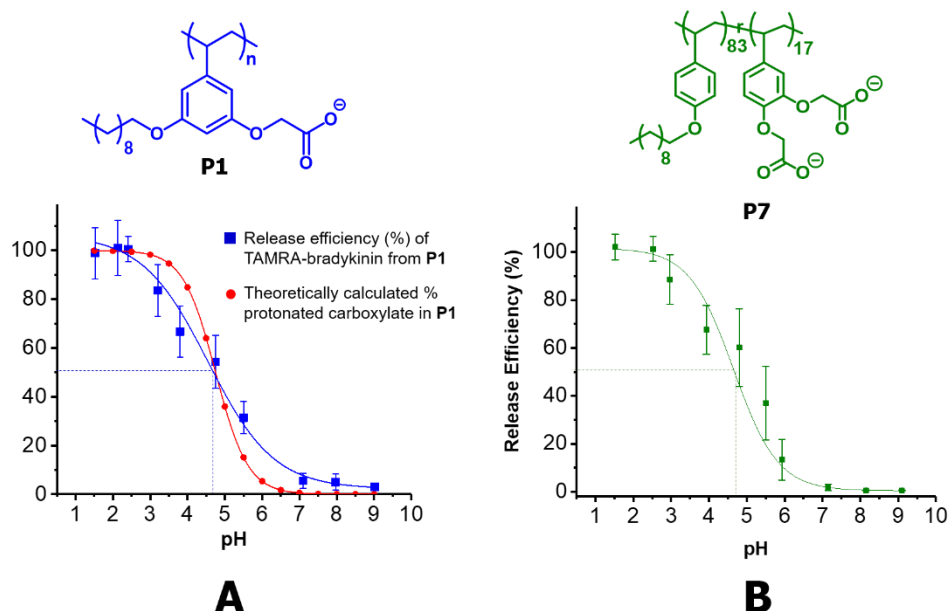 n
8
O
O
O
O
⊖
P1
83
r
17
8
O
O
O
O
O
O
O
⊖
⊖
P7
100
80
60
40
20
0
Release efficiency (%) of
TAMRA-bradykinin from P1
Theoretically calculated %
protonated carboxylate in P1
1 2 3 4 5 6 7 8 9 10
pH
A
Release Efficiency (%)
100
80
60
40
20
0
1 2 3 4 5 6 7 8 9 10
pH
B